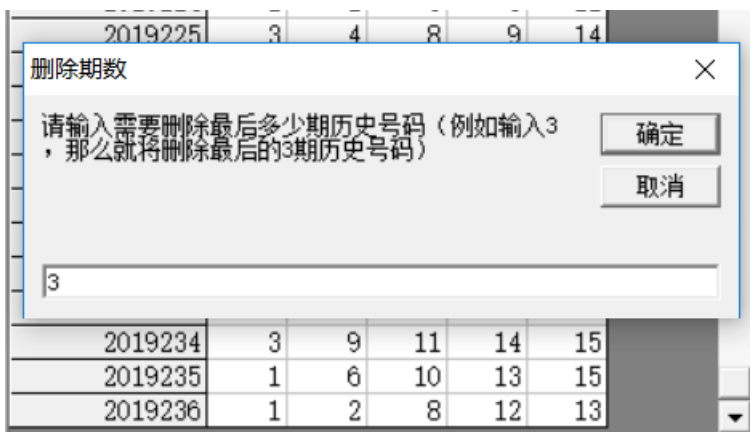 2019225 3 4 8 9 14
删除期数
请输入需要删除最后多少期历史号码（例如输入3
，那么就将删除最后的3期历史号码）
确定
取消
3
2019234 3 9 11 14 15
2019235 1 6 10 13 15
2019236 1 2 8 12 13